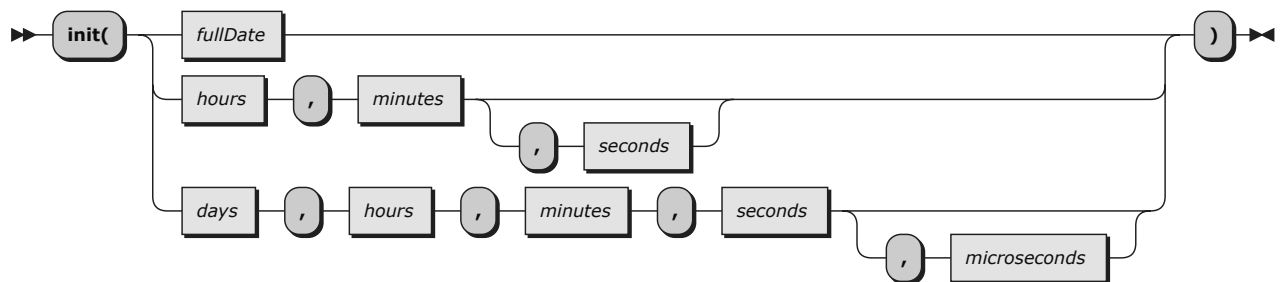 init( fullDate )
hours , minutes
, seconds
days , hours , minutes , seconds
, microseconds